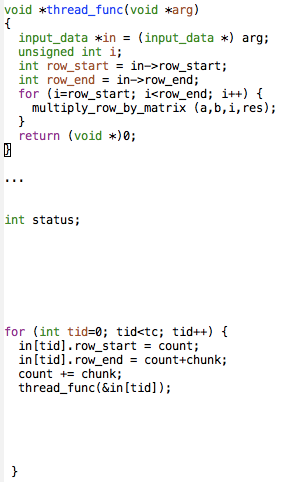 void *thread_func(void *arg)
{
  input_data *in = (input_data *) arg;
  unsigned int i;
  int row_start = in->row_start;
  int row_end = in->row_end;
  for (i=row_start; i<row_end; i++) {
    multiply_row_by_matrix (a,b,i,res);
  }
  return (void *)0;
}
...
int status;
for (int tid=0; tid<tc; tid++) {
  in[tid].row_start = count;
  in[tid].row_end = count+chunk;
  count += chunk;
  thread_func(&in[tid]);
}